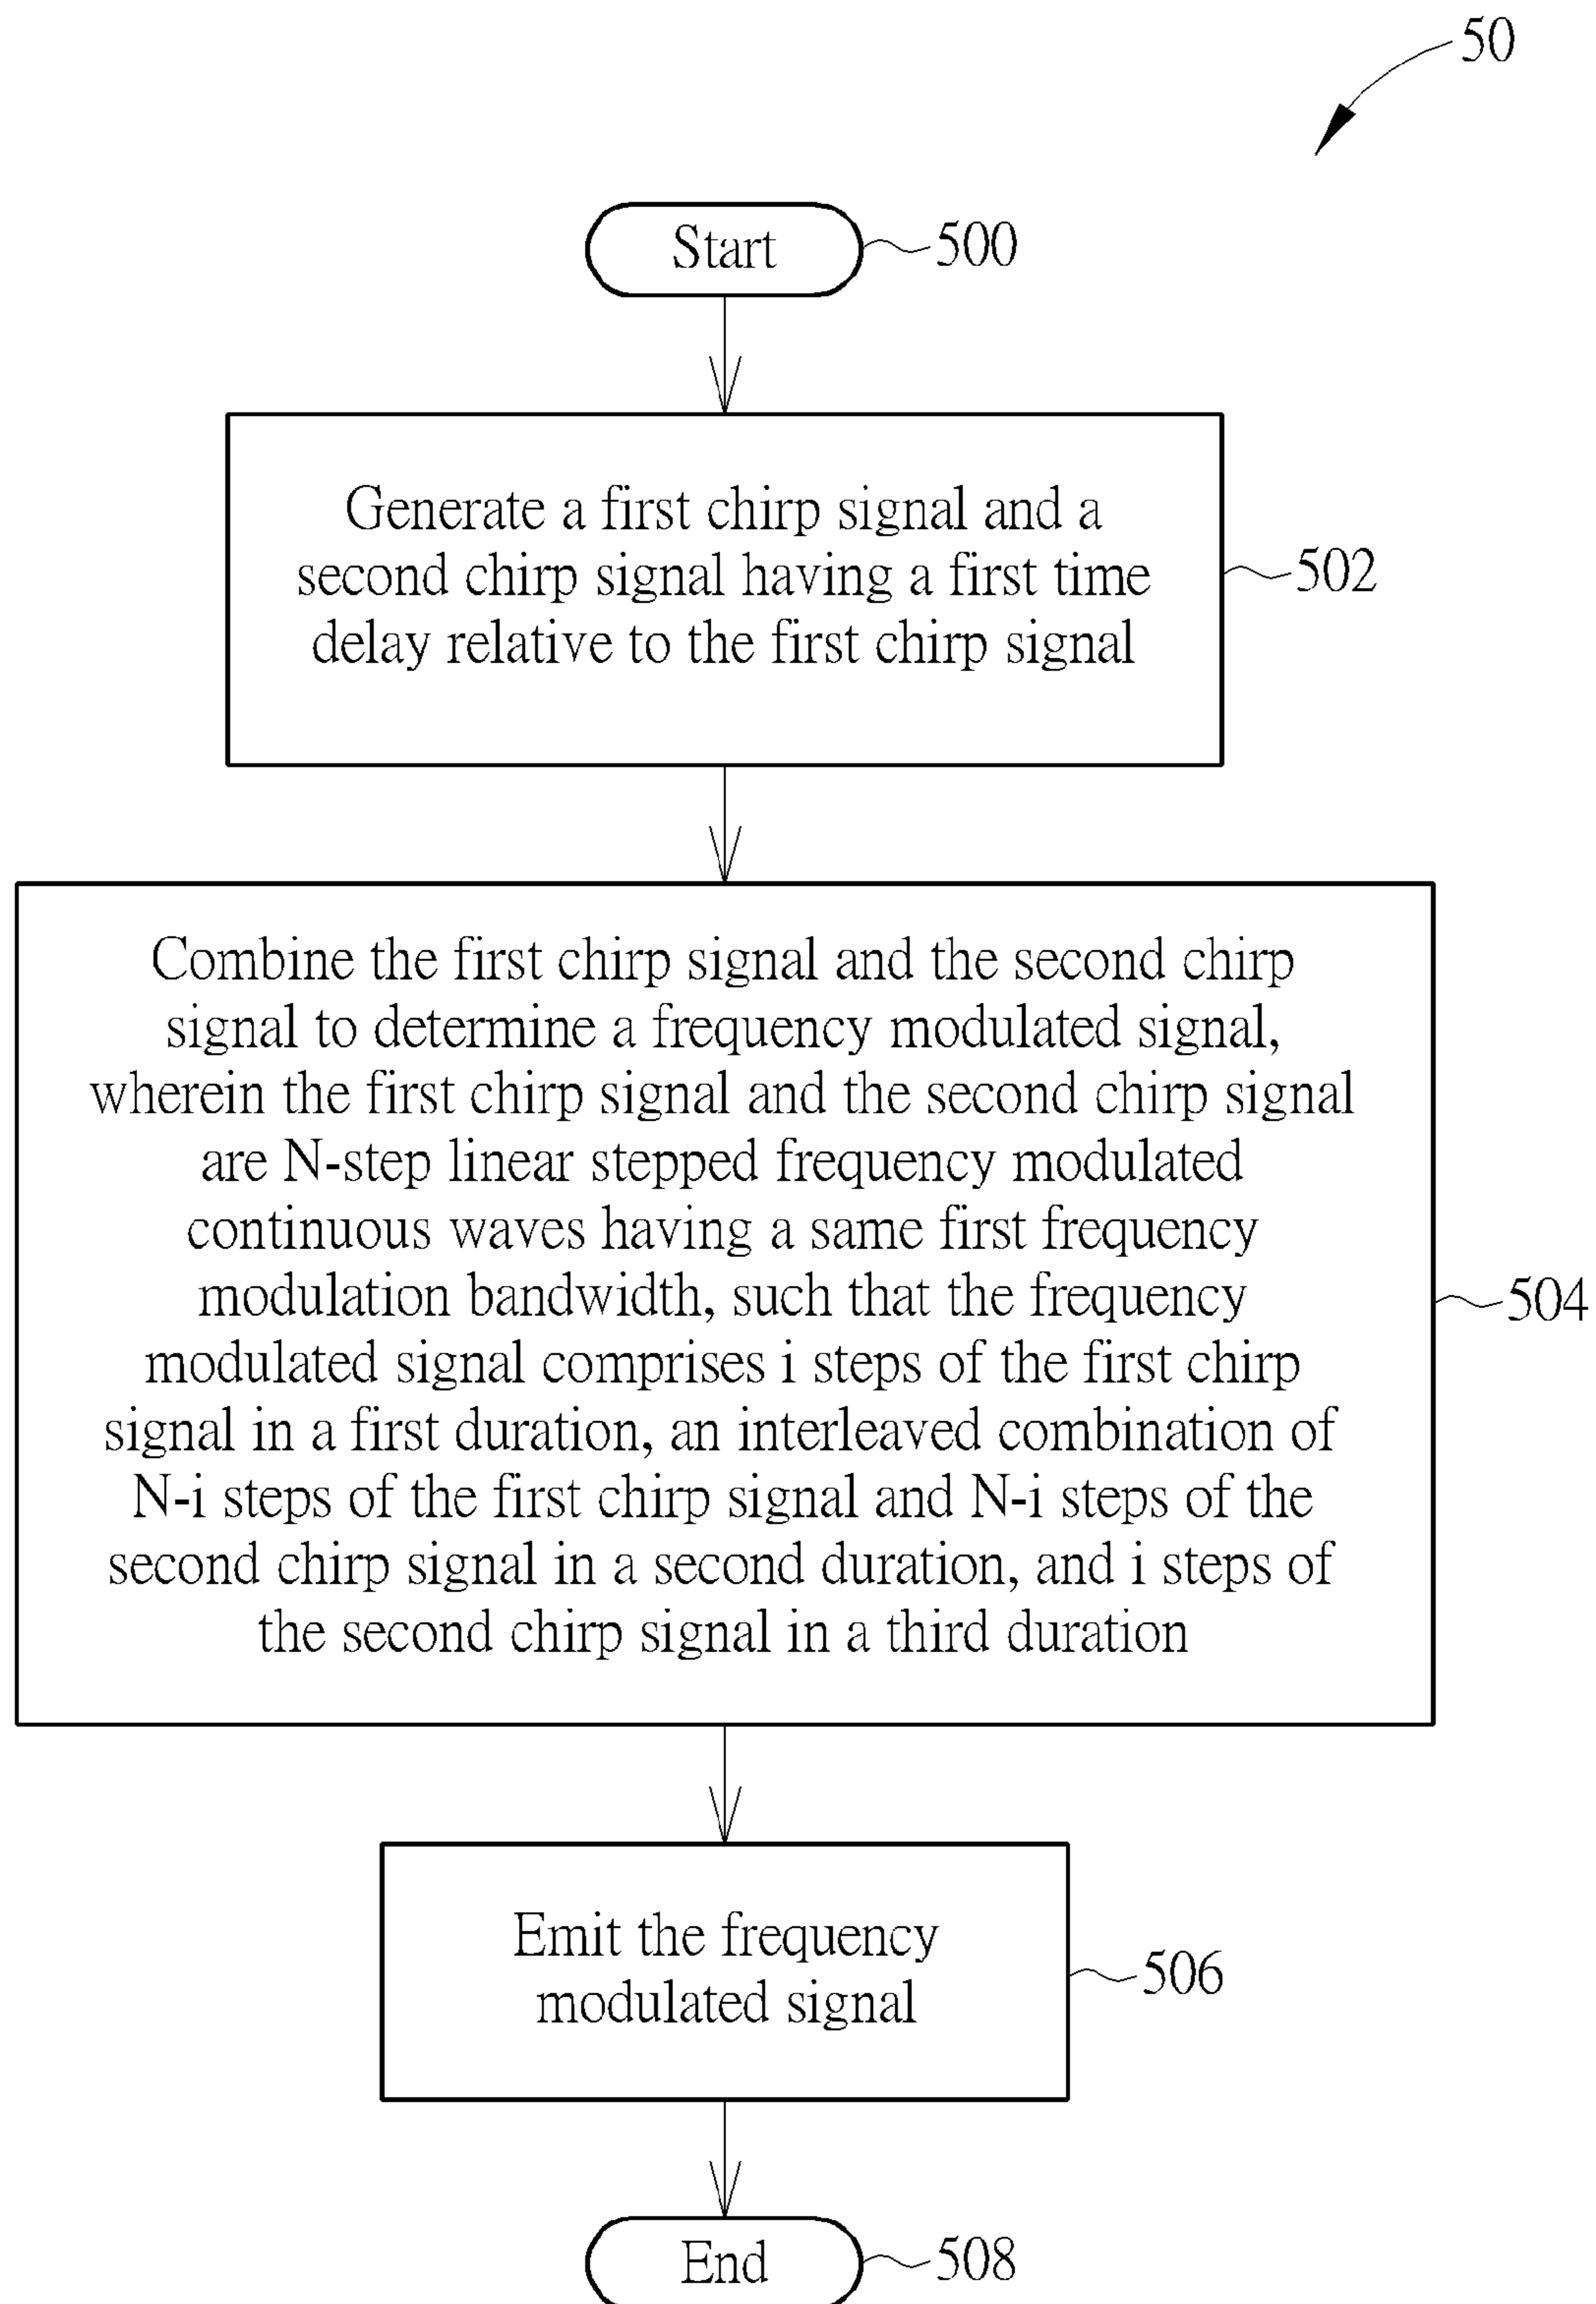 50
Start
500
Generate a first chirp signal and a
second chirp signal having a first time
delay relative to the first chirp signal
502
Combine the first chirp signal and the second chirp
signal to determine a frequency modulated signal,
wherein the first chirp signal and the second chirp signal
are N-step linear stepped frequency modulated
continuous waves having a same first frequency
modulation bandwidth, such that the frequency
modulated signal comprises i steps of the first chirp
signal in a first duration, an interleaved combination of
N-i steps of the first chirp signal and N-i steps of the
second chirp signal in a second duration, and i steps of
the second chirp signal in a third duration
504
Emit the frequency
modulated signal
506
End
508